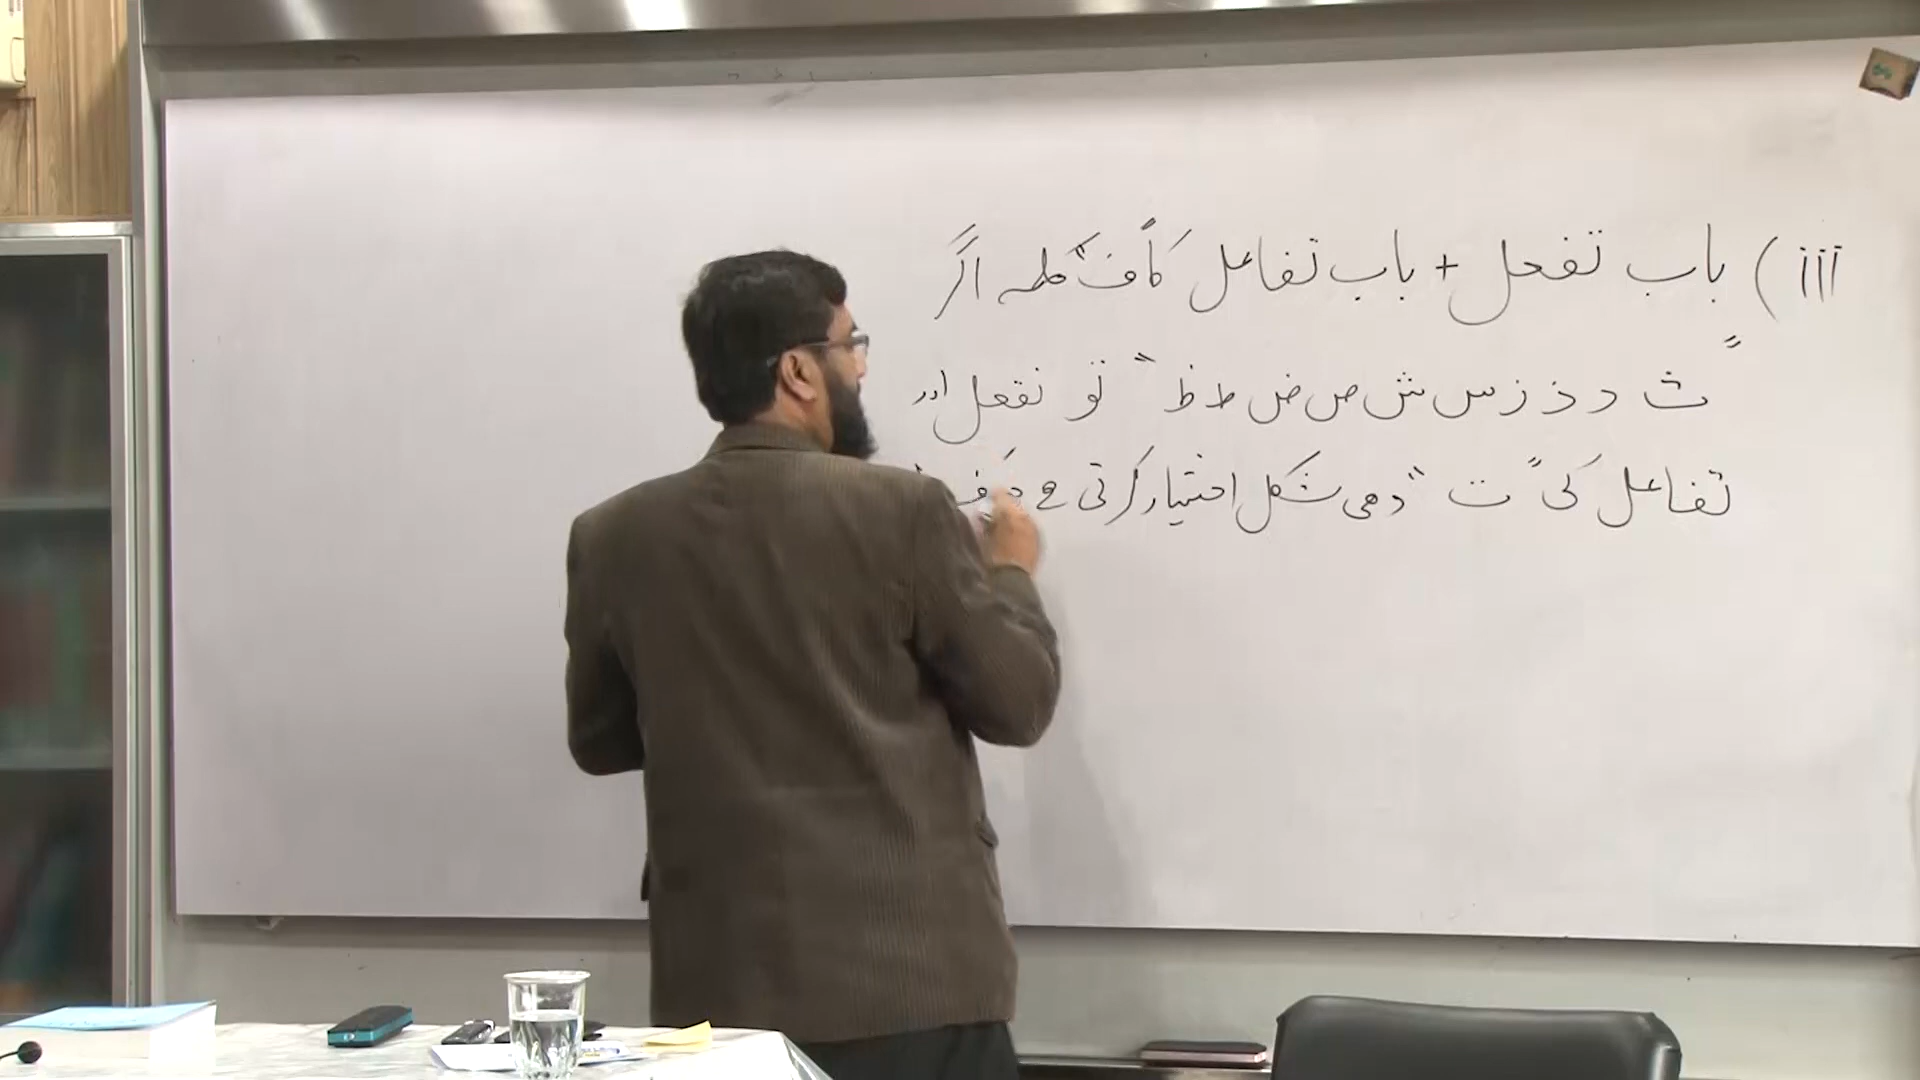 iii) باب تفعل + باب تفاعل کا "ف" کلمہ اگر
" ث د ذ ز س ش ص ض ط ظ " تو تفعل اور
تفاعل کی " ت " وہی شکل اختیار کرتی ہے